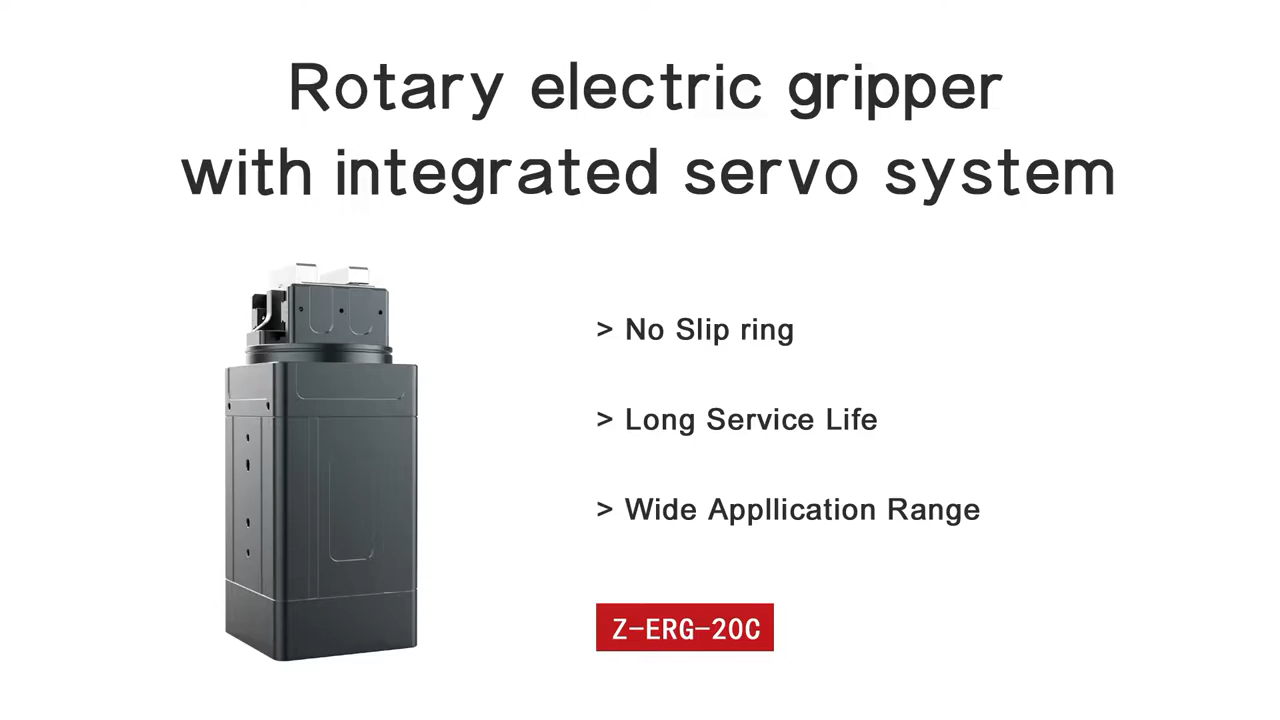 Rotary electric gripper
with integrated servo system
> No Slip ring
> Long Service Life
> Wide Appllication Range
Z-ERG-20C